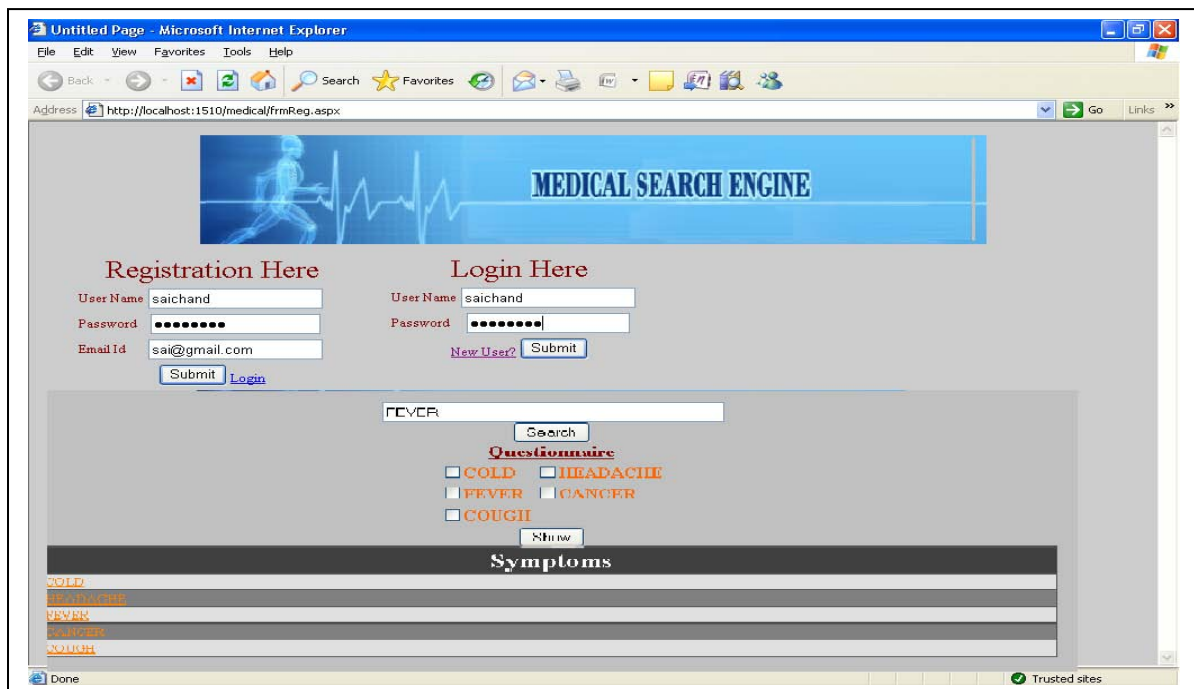 Untitled Page - Microsoft Internet Explorer
File Edit View Favorites Tools Help
Back Search Favorites
Address http://localhost:1510/medical/frmReg.aspx Go Links »
MEDICAL SEARCH ENGINE
Registration Here
User Name saichand
Password ●●●●●●●●
Email Id sai@gmail.com
Submit Login
Login Here
User Name saichand
Password ●●●●●●●●
New User? Submit
FEVER
Search
Questionnaire
COLD HEADACHE
FEVER CANCER
COUGH
Show
Symptoms
COLD
HEADACHE
FEVER
CANCER
COUGH
Done Trusted sites